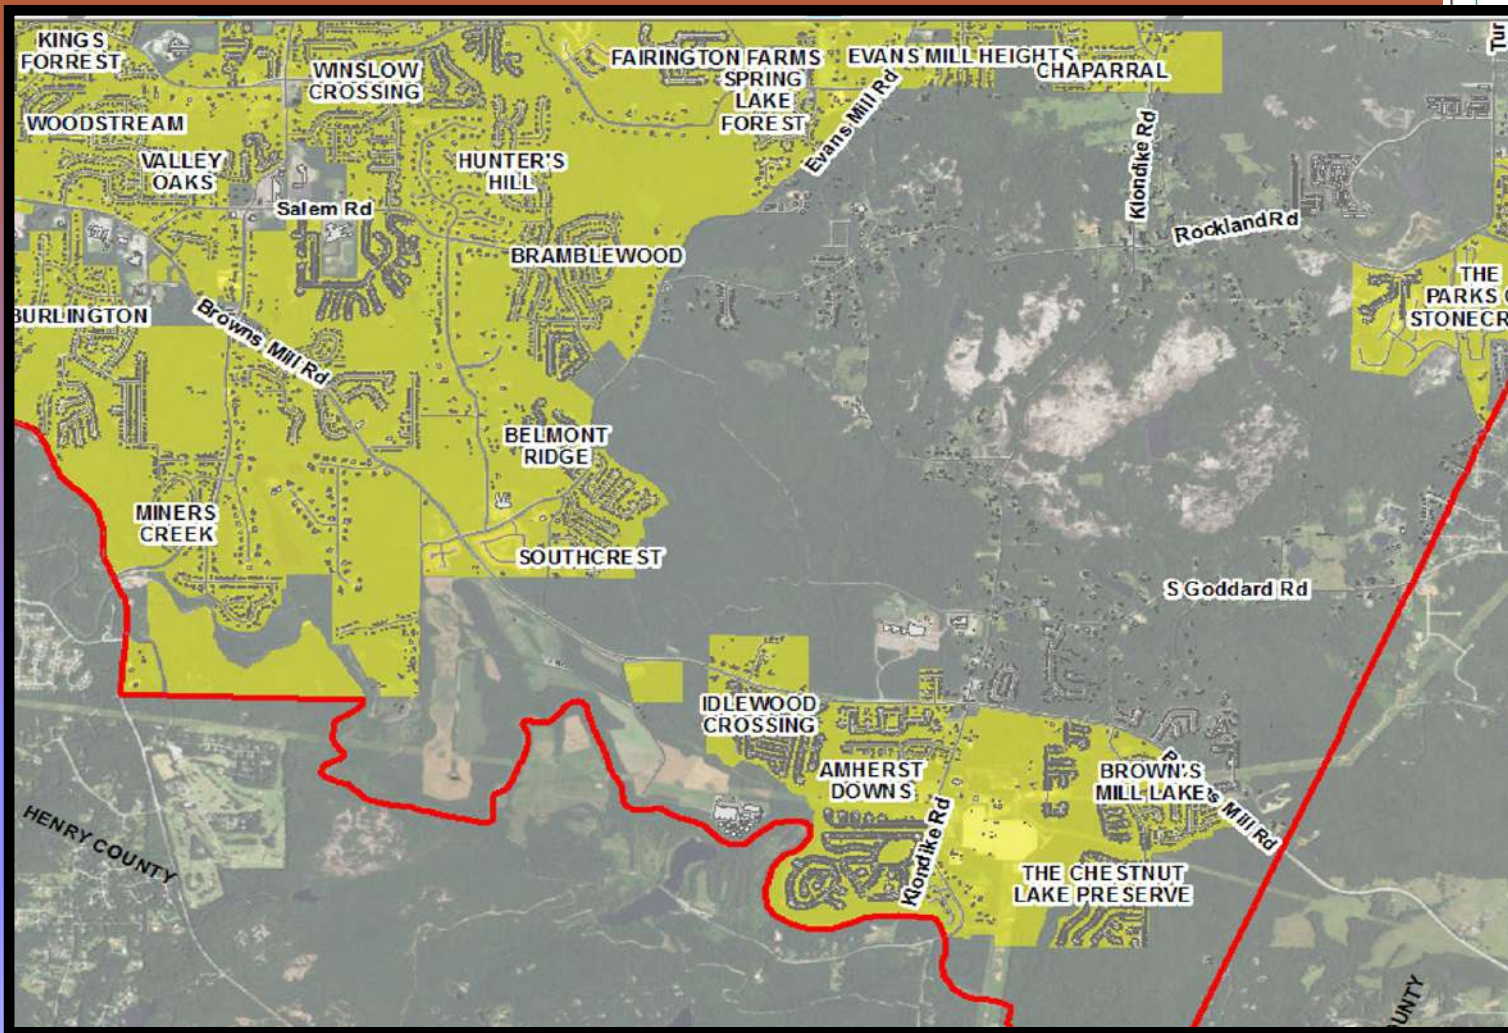 KINGS
FORREST
WINSLOW
CROSSING
FAIRINGTON FARMS
SPRING
LAKE
FOREST
EVANS MILL HEIGHTS
CHAPARRAL
Tur
WOODSTREAM
Evans Mill Rd
Klondike Rd
VALLEY
OAKS
HUNTER'S
HILL
Salem Rd
Rockland Rd
BRAMBLEWOOD
THE
PARKS O
STONECR
BURLINGTON
Browns Mill Rd
BELMONT
RIDGE
MINERS
CREEK
SOUTHCREST
S Goddard Rd
IDLEWOOD
CROSSING
AMHERST
DOWNS
BROWN'S
MILL LAKE
s Mill Rd
Klondike Rd
HENRY COUNTY
THE CHESTNUT
LAKE PRESERVE
OUNTY